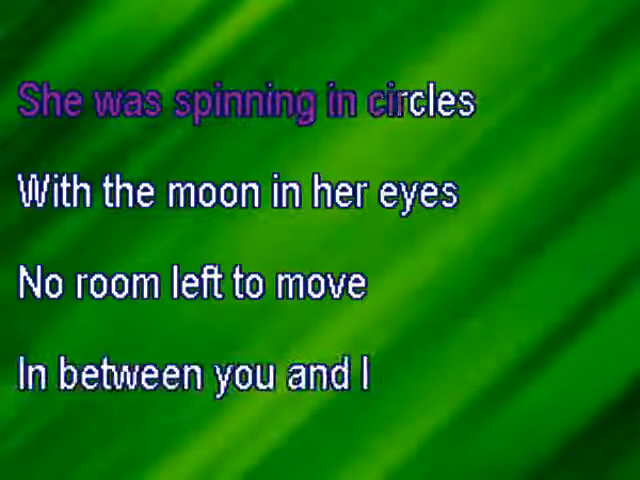 She was spinning in circles
With the moon in her eyes
No room left to move
In between you and I